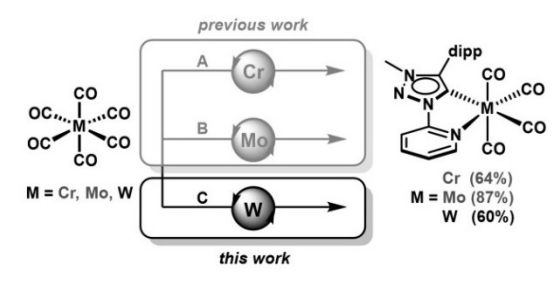 previous work
A
Cr
B
Mo
C
W
this work
CO
OC
CO
M
OC
CO
CO
M = Cr, Mo, W
dipp
N
N
N
N
M
CO
CO
CO
CO
Cr (64%)
M = Mo (87%)
W (60%)